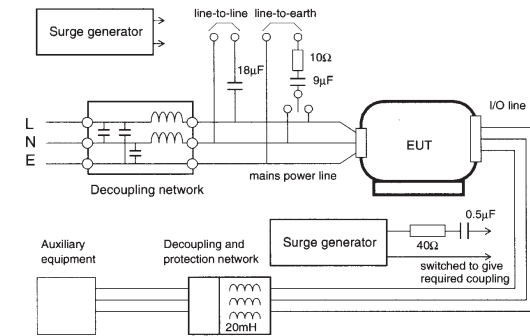 line-to-line line-to-earth
Surge generator
10Ω
18µF
9µF
I/O line
L
N
E
EUT
Decoupling network
mains power line
0.5µF
Surge generator
40Ω
Auxiliary
equipment
Decoupling and
protection network
switched to give
required coupling
20mH